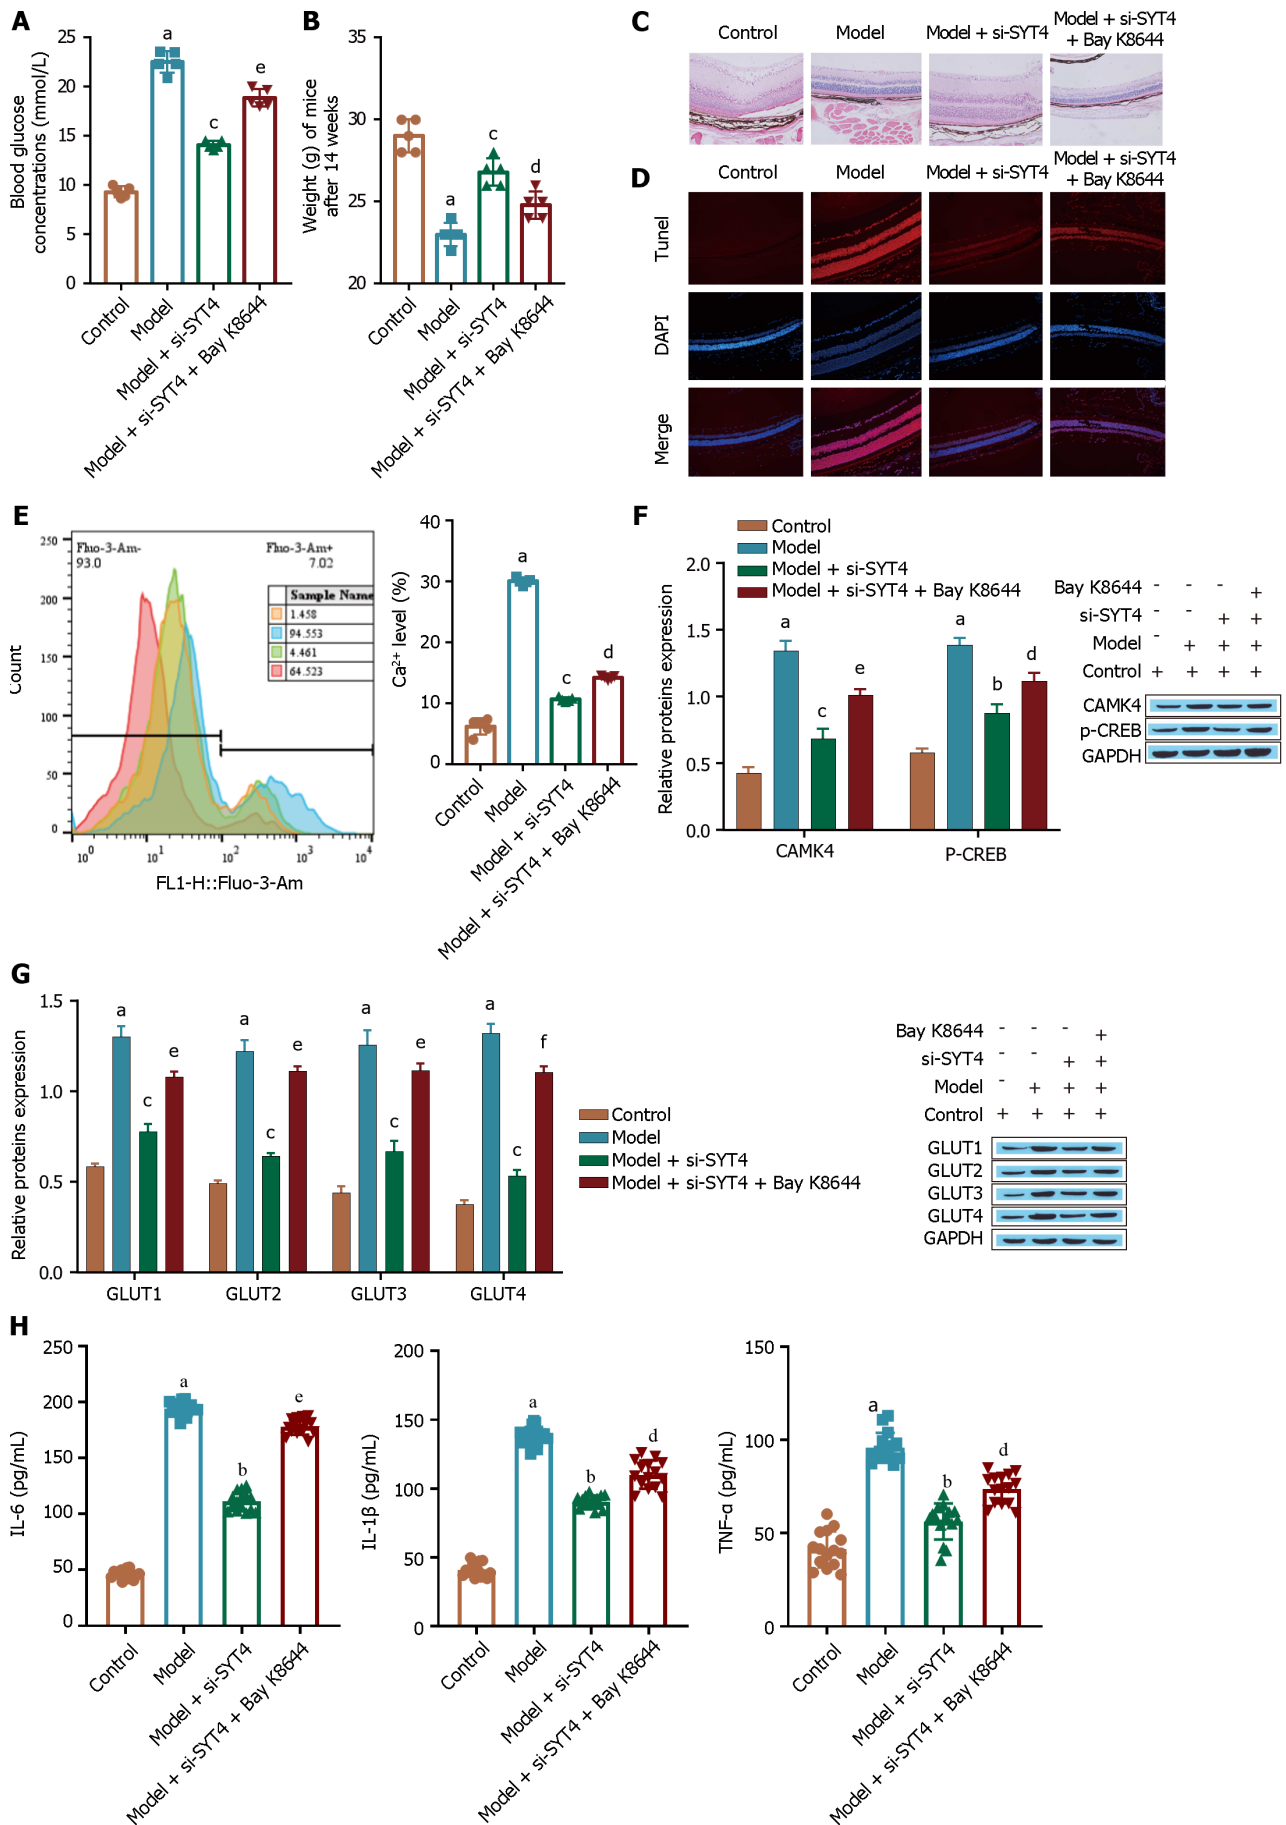 A
Blood glucose
concentrations (mmol/L)
25
20
15
10
5
0
a
c
e
Control
Model
Model + si-SYT4
Model + si-SYT4 + Bay K8644
B
Weight (g) of mice
after 14 weeks
35
30
25
20
a
c
d
Control
Model
Model + si-SYT4
Model + si-SYT4 + Bay K8644
C
Control
Model
Model + si-SYT4
Model + si-SYT4
+ Bay K8644
D
Control
Model
Model + si-SYT4
Model + si-SYT4
+ Bay K8644
Tunel
DAPI
Merge
E
Count
250
200
150
100
50
0
Fluo-3-Am-
93.0
Fluo-3-Am+
7.02
Sample Name
1.458
94.553
4.461
64.523
10⁰
10¹
10²
10³
10⁴
FL1-H::Fluo-3-Am
Ca²⁺ level (%)
40
30
20
10
0
a
c
d
Control
Model
Model + si-SYT4
Model + si-SYT4 + Bay K8644
F
Control
Model
Model + si-SYT4
Model + si-SYT4 + Bay K8644
Relative proteins expression
2.0
1.5
1.0
0.5
0.0
a
c
e
a
b
d
CAMK4
P-CREB
Bay K8644 - - - +
si-SYT4 - - + +
Model - + + +
Control + + + +
CAMK4
p-CREB
GAPDH
G
Relative proteins expression
1.5
1.0
0.5
0.0
a
c
e
a
c
e
a
c
e
a
c
f
GLUT1
GLUT2
GLUT3
GLUT4
Control
Model
Model + si-SYT4
Model + si-SYT4 + Bay K8644
Bay K8644 - - - +
si-SYT4 - - + +
Model - + + +
Control + + + +
GLUT1
GLUT2
GLUT3
GLUT4
GAPDH
H
IL-6 (pg/mL)
250
200
150
100
50
0
a
b
e
Control
Model
Model + si-SYT4
Model + si-SYT4 + Bay K8644
IL-1β (pg/mL)
200
150
100
50
0
a
b
d
Control
Model
Model + si-SYT4
Model + si-SYT4 + Bay K8644
TNF-α (pg/mL)
150
100
50
0
a
b
d
Control
Model
Model + si-SYT4
Model + si-SYT4 + Bay K8644